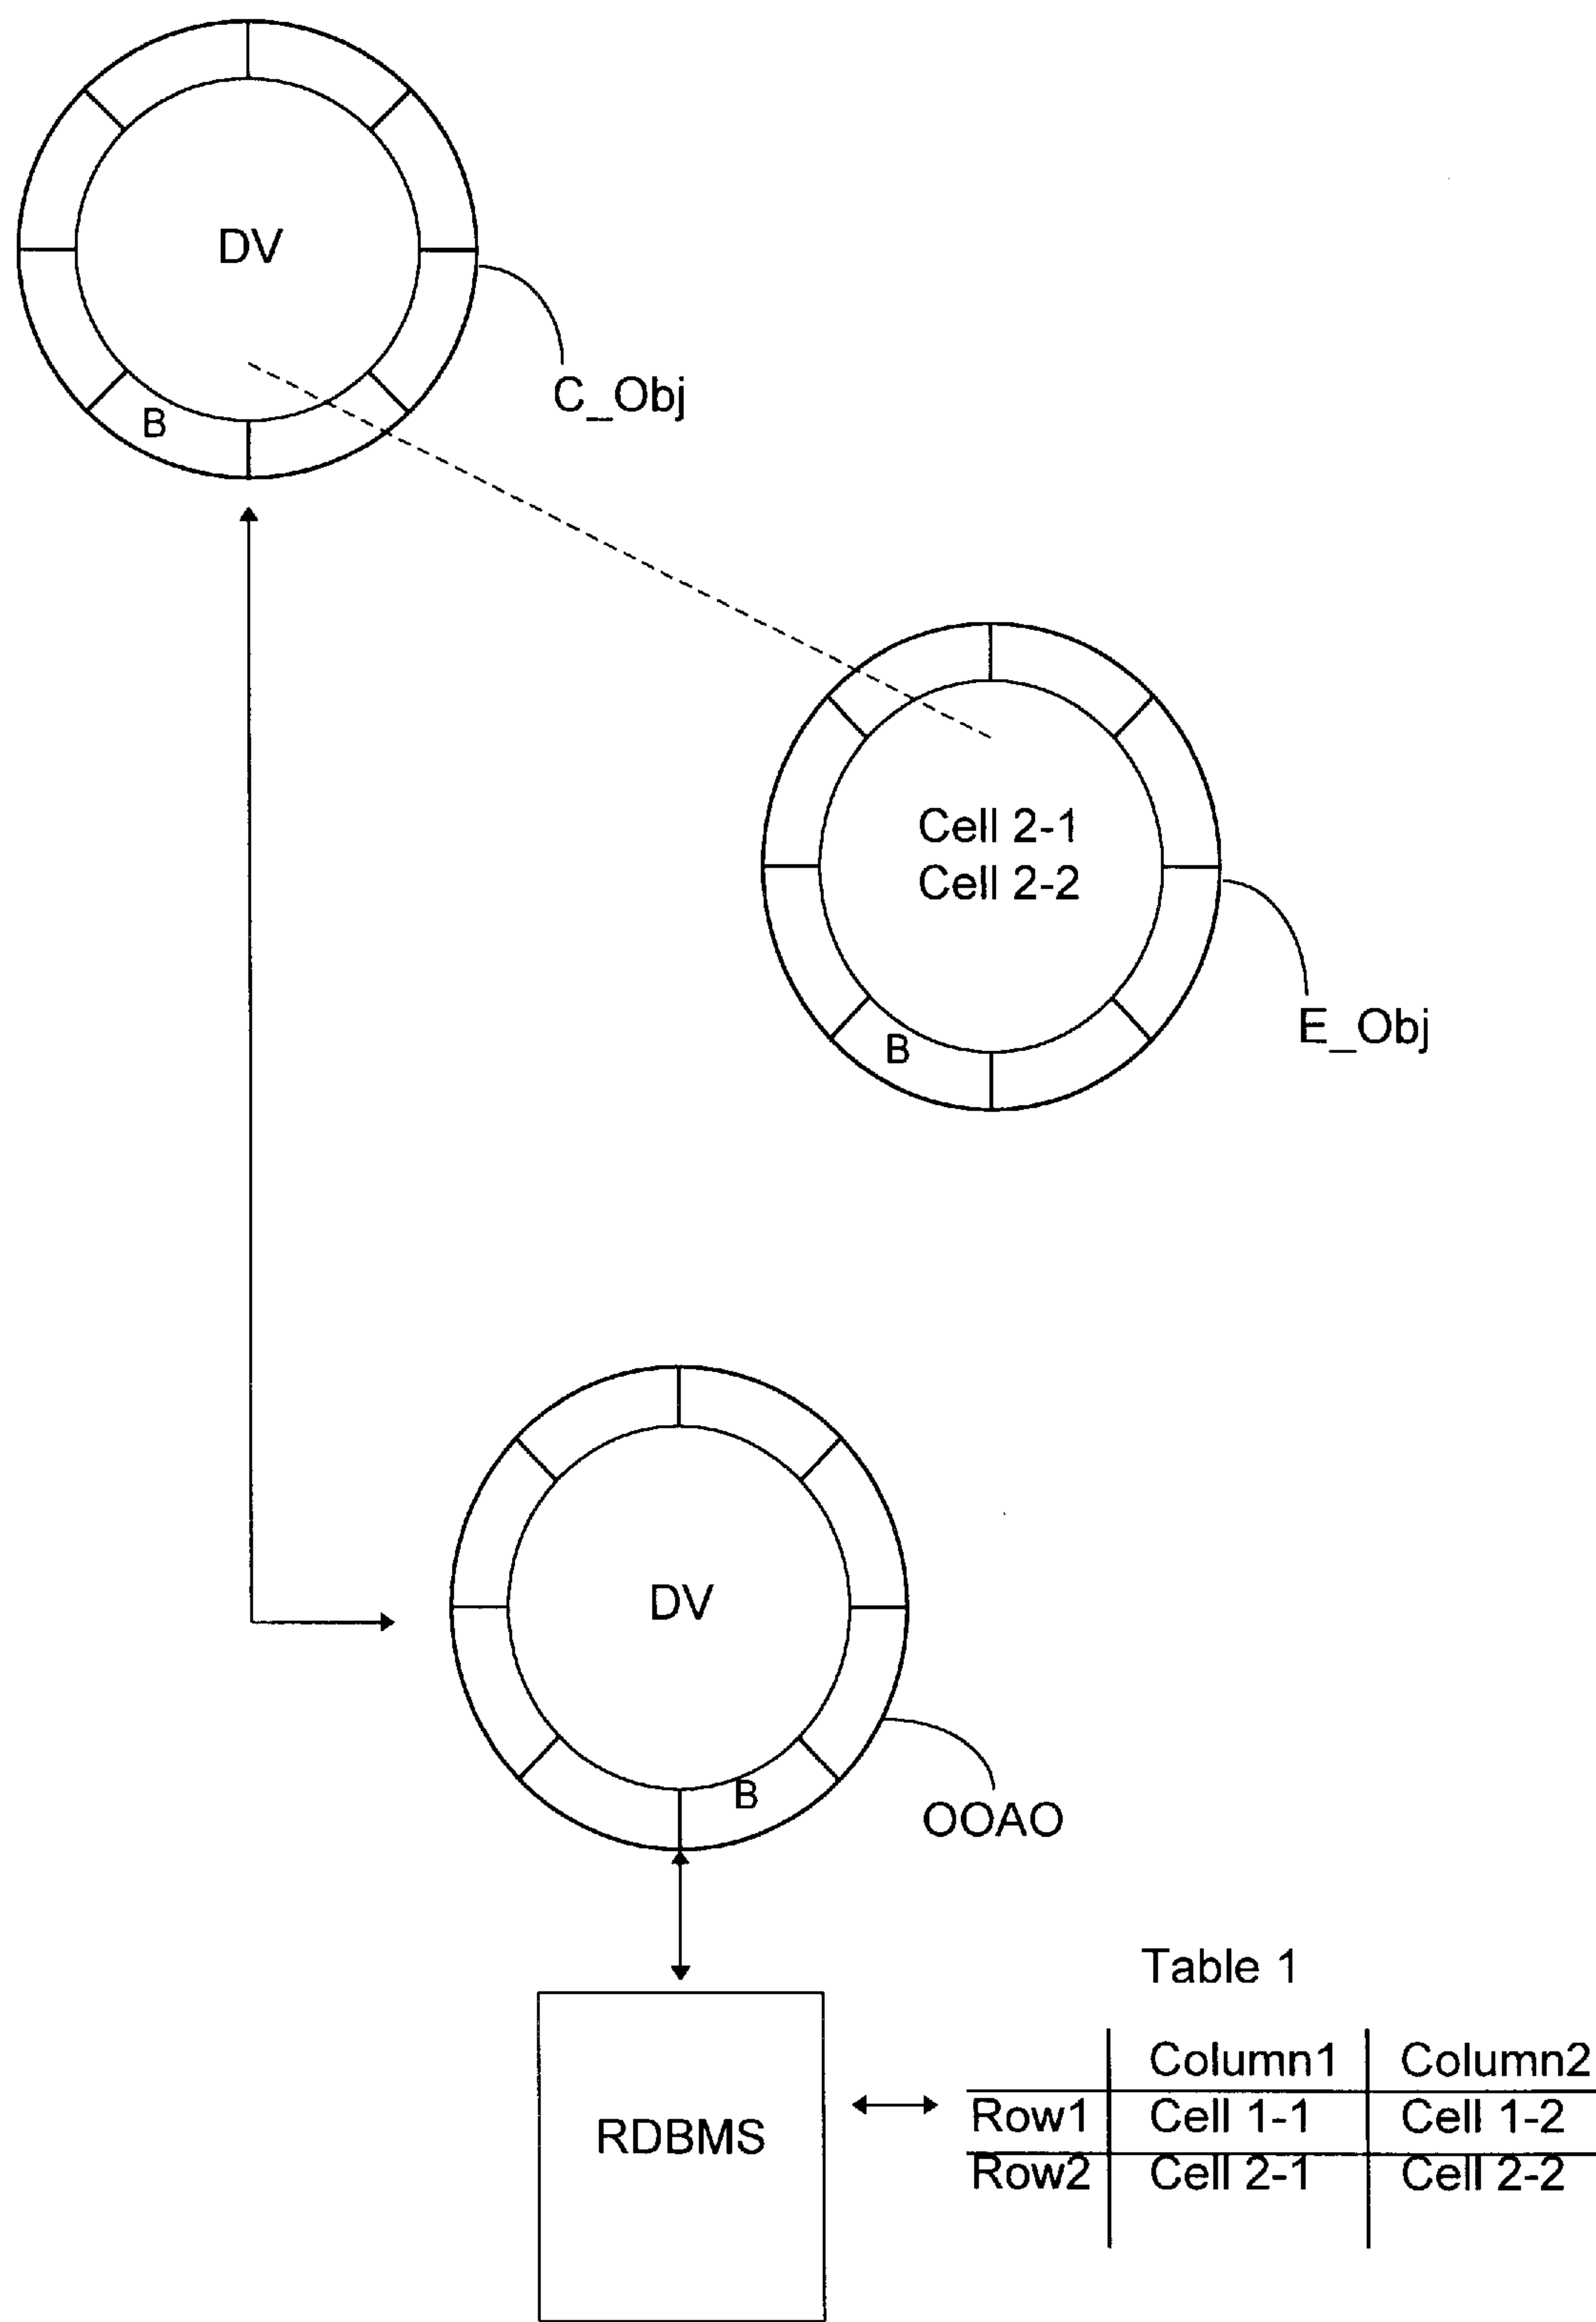 DV
C_Obj
B
Cell 2-1
Cell 2-2
E_Obj
B
DV
B
OOAO
Table 1
Column1 Column2
RDBMS
Row1 Cell 1-1 Cell 1-2
Row2 Cell 2-1 Cell 2-2